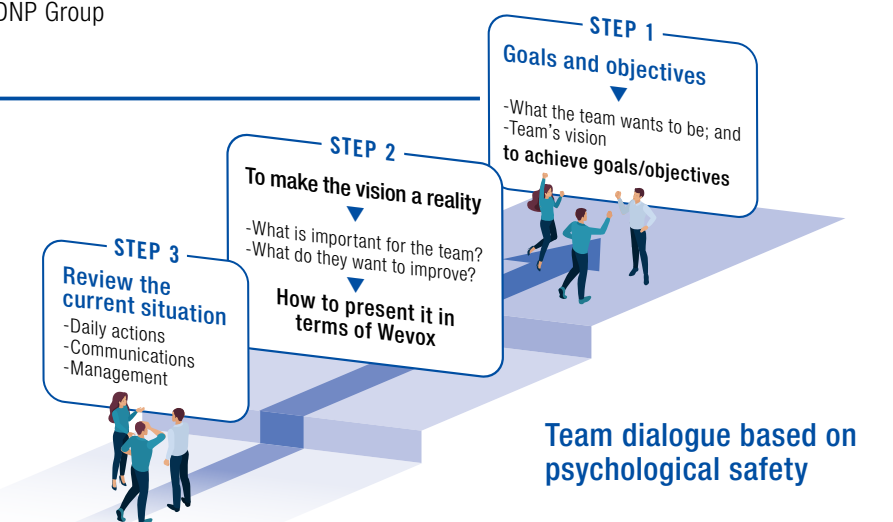 DNP Group
STEP 1
Goals and objectives
-What the team wants to be; and
-Team's vision
to achieve goals/objectives
STEP 2
To make the vision a reality
-What is important for the team?
-What do they want to improve?
How to present it in
terms of Wevox
STEP 3
Review the
current situation
-Daily actions
-Communications
-Management
Team dialogue based on
psychological safety